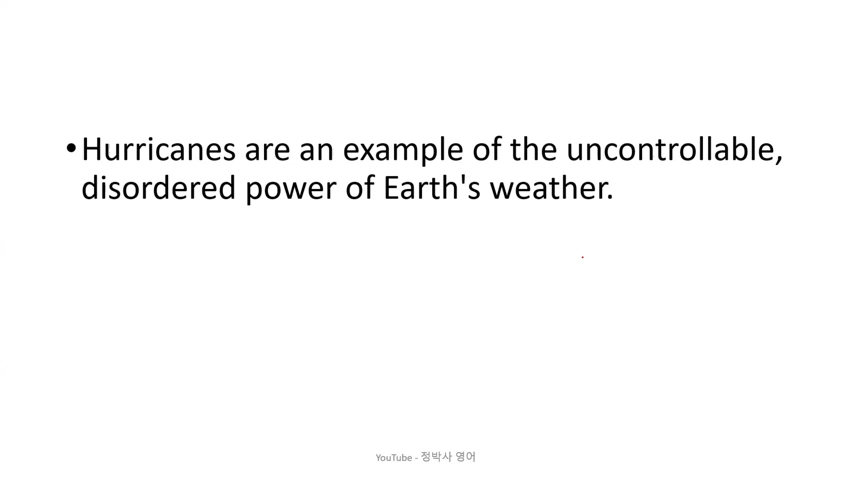 •Hurricanes are an example of the uncontrollable,
disordered power of Earth's weather.
YouTube - 정박사 영어